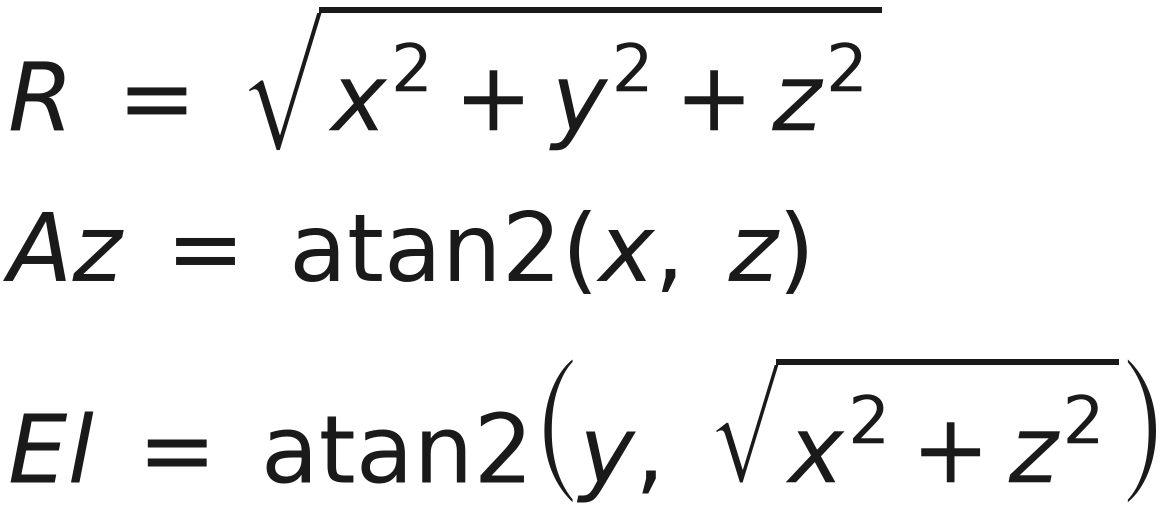 R = √(x² + y² + z²)
Az = atan2(x, z)
El = atan2(y, √(x² + z²))